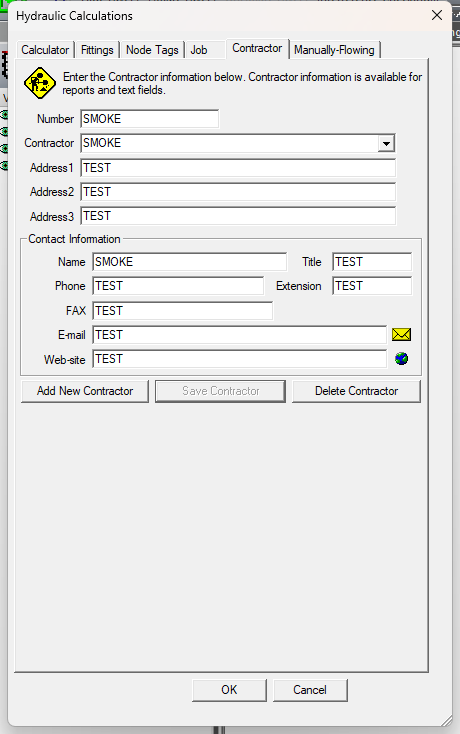 Hydraulic Calculations
Calculator Fittings Node Tags Job Contractor Manually-Flowing
Enter the Contractor information below. Contractor information is available for
reports and text fields.
Number SMOKE
Contractor SMOKE
Address1 TEST
Address2 TEST
Address3 TEST
Contact Information
Name SMOKE Title TEST
Phone TEST Extension TEST
FAX TEST
E-mail TEST
Web-site TEST
Add New Contractor Save Contractor Delete Contractor
OK Cancel